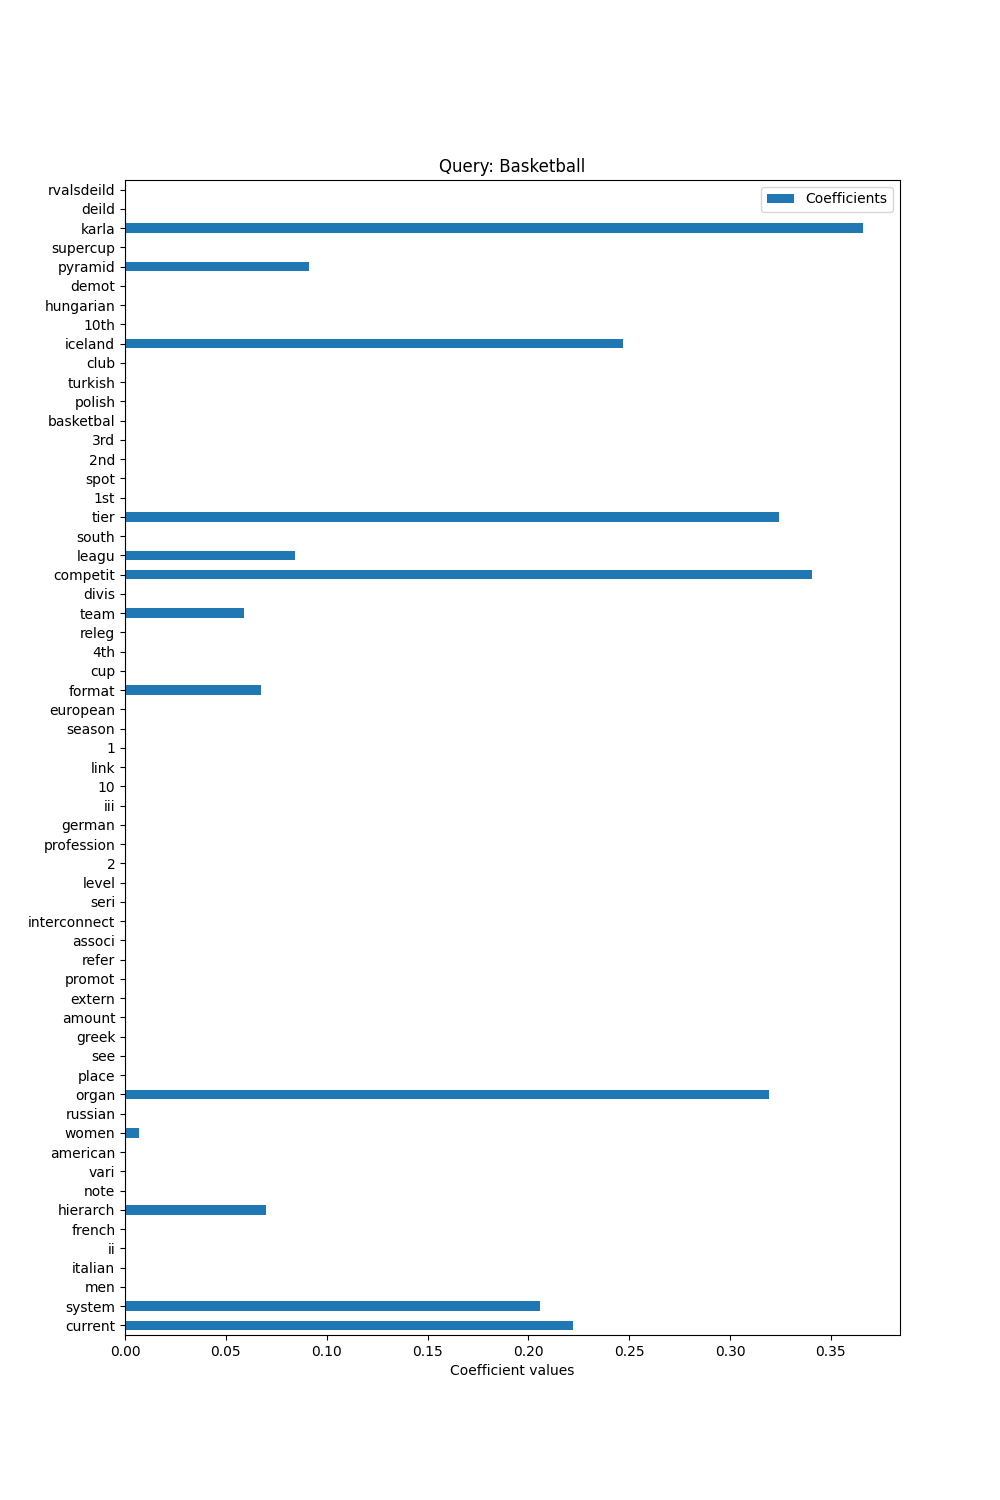 Query: Basketball
Coefficients
rvalsdeild
deild
karla
supercup
pyramid
demot
hungarian
10th
iceland
club
turkish
polish
basketbal
3rd
2nd
spot
1st
tier
south
leagu
competit
divis
team
releg
4th
cup
format
european
season
1
link
10
iii
german
profession
2
level
seri
interconnect
associ
refer
promot
extern
amount
greek
see
place
organ
russian
women
american
vari
note
hierarch
french
ii
italian
men
system
current
0.00 0.05 0.10 0.15 0.20 0.25 0.30 0.35
Coefficient values